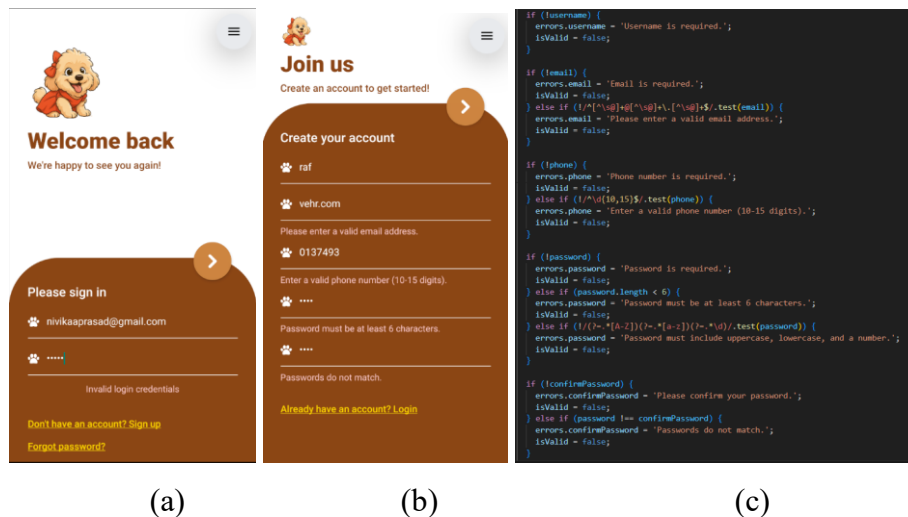 Welcome back
We're happy to see you again!
Please sign in
nivikaaprasad@gmail.com
•••••
Invalid login credentials
Don't have an account? Sign up
Forgot password?
Join us
Create an account to get started!
Create your account
raf
vehr.com
Please enter a valid email address.
0137493
Enter a valid phone number (10-15 digits).
••••
Password must be at least 6 characters.
••••
Passwords do not match.
Already have an account? Login
if (!username) {
errors.username = 'Username is required.';
isValid = false;
}
if (!email) {
errors.email = 'Email is required.';
isValid = false;
} else if (!/^[^\s@]+@[^\s@]+\.[^\s@]+$/.test(email)) {
errors.email = 'Please enter a valid email address.';
isValid = false;
}
if (!phone) {
errors.phone = 'Phone number is required.';
isValid = false;
} else if (!/^\d{10,15}$/.test(phone)) {
errors.phone = 'Enter a valid phone number (10-15 digits).';
isValid = false;
}
if (!password) {
errors.password = 'Password is required.';
isValid = false;
} else if (password.length < 6) {
errors.password = 'Password must be at least 6 characters.';
isValid = false;
} else if (!/(?=.*[A-Z])(?=.*[a-z])(?=.*\d)/.test(password)) {
errors.password = 'Password must include uppercase, lowercase, and a number.';
isValid = false;
}
if (!confirmPassword) {
errors.confirmPassword = 'Please confirm your password.';
isValid = false;
} else if (password !== confirmPassword) {
errors.confirmPassword = 'Passwords do not match.';
isValid = false;
}
(a)
(b)
(c)